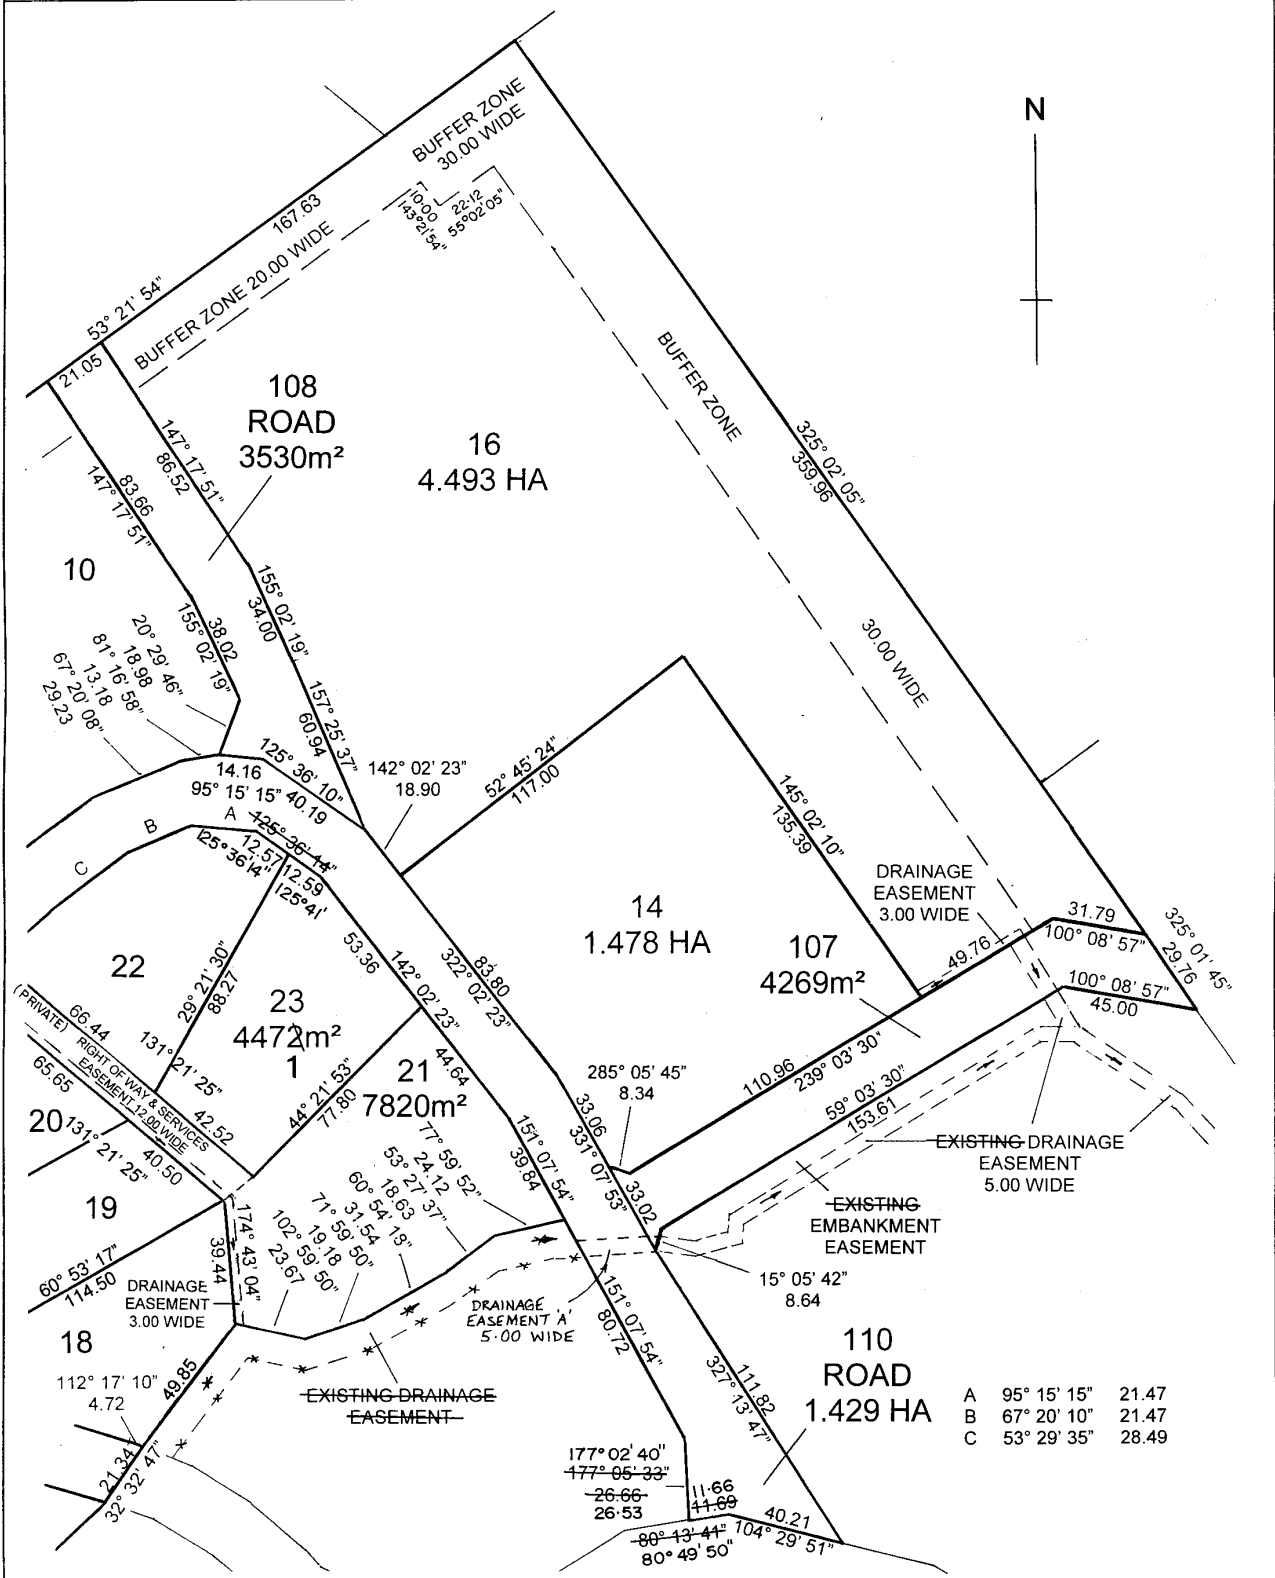 N
BUFFER ZONE
30.00 WIDE
10·00
143°21'54"
22·12
55°02'05"
167.63
53° 21' 54"
BUFFER ZONE 20.00 WIDE
21.05
108
ROAD
3530m²
16
4.493 HA
BUFFER ZONE
30.00 WIDE
325° 02' 05"
359.96
147° 17' 51"
86.52
83.66
147° 17' 51"
10
155° 02' 19"
34.00
38.02
155° 02' 19"
20° 29' 46"
18.98
81° 16' 58"
13.18
67° 20' 08"
29.23
157° 25' 37"
60.94
125° 36' 10"
40.19
14.16
95° 15' 15"
142° 02' 23"
18.90
52° 45' 24"
117.00
145° 02' 10"
135.39
A
B
C
125° 36' 14"
12.57
125°36'14"
12.59
125°41'
DRAINAGE
EASEMENT
3.00 WIDE
14
1.478 HA
107
4269m²
49.76
31.79
100° 08' 57"
325° 01' 45"
29.76
100° 08' 57"
45.00
53.36
142° 02' 23"
44.64
83.80
322° 02' 23"
22
29° 21' 30"
88.27
23
4472m²
1
(PRIVATE)
RIGHT OF WAY & SERVICES
EASEMENT 12.00 WIDE
66.44
131° 21' 25"
42.52
65.65
20
131° 21' 25"
40.50
44° 21' 53"
77.80
21
7820m²
285° 05' 45"
8.34
110.96
239° 03' 30"
59° 03' 30"
153.61
33.06
331° 07' 53"
33.02
151° 07' 54"
39.84
77° 59' 52"
24.12
53° 27' 37"
18.63
60° 54' 13"
31.54
71° 59' 50"
19.18
102° 59' 50"
23.67
EXISTING DRAINAGE
EASEMENT
5.00 WIDE
EXISTING
EMBANKMENT
EASEMENT
19
60° 53' 17"
114.50
174° 43' 04"
39.44
DRAINAGE
EASEMENT
3.00 WIDE
DRAINAGE
EASEMENT 'A'
5·00 WIDE
15° 05' 42"
8.64
151° 07' 54"
80.72
18
112° 17' 10"
4.72
49.85
21.34
32° 32' 47"
EXISTING DRAINAGE
EASEMENT
110
ROAD
1.429 HA
111.82
327° 13' 47"
A 95° 15' 15" 21.47
B 67° 20' 10" 21.47
C 53° 29' 35" 28.49
177° 02' 40"
177° 05' 33"
26.66
26·53
11·66
11.69
80° 13' 41"
80° 49' 50"
40.21
104° 29' 51"